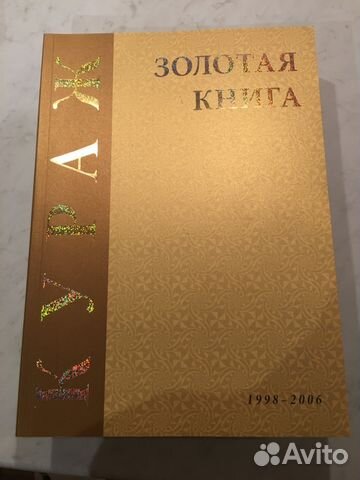 КУРАЖ
ЗОЛОТАЯ
КНИГА
1998-2006
Avito